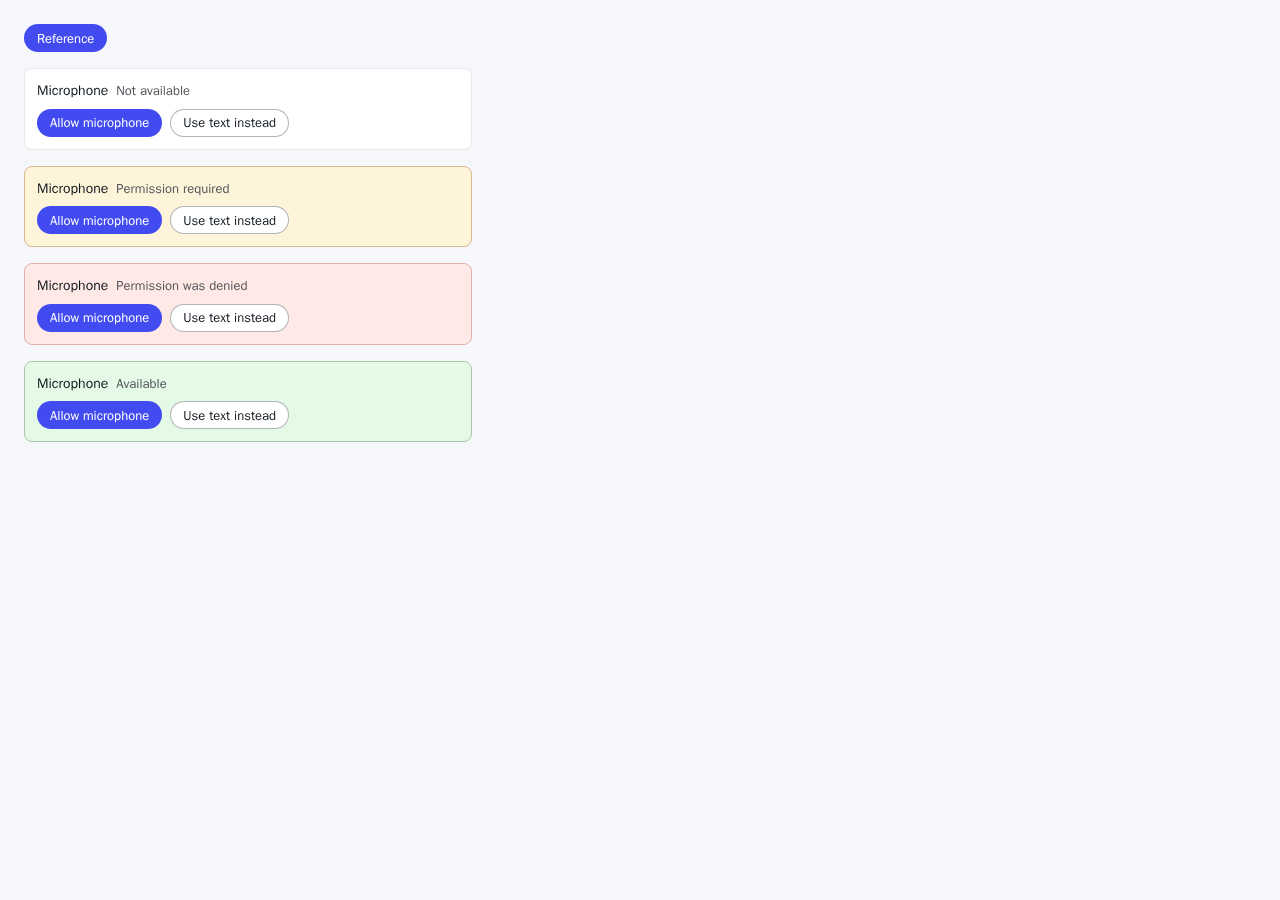 Reference
Microphone Not available
Allow microphone Use text instead
Microphone Permission required
Allow microphone Use text instead
Microphone Permission was denied
Allow microphone Use text instead
Microphone Available
Allow microphone Use text instead